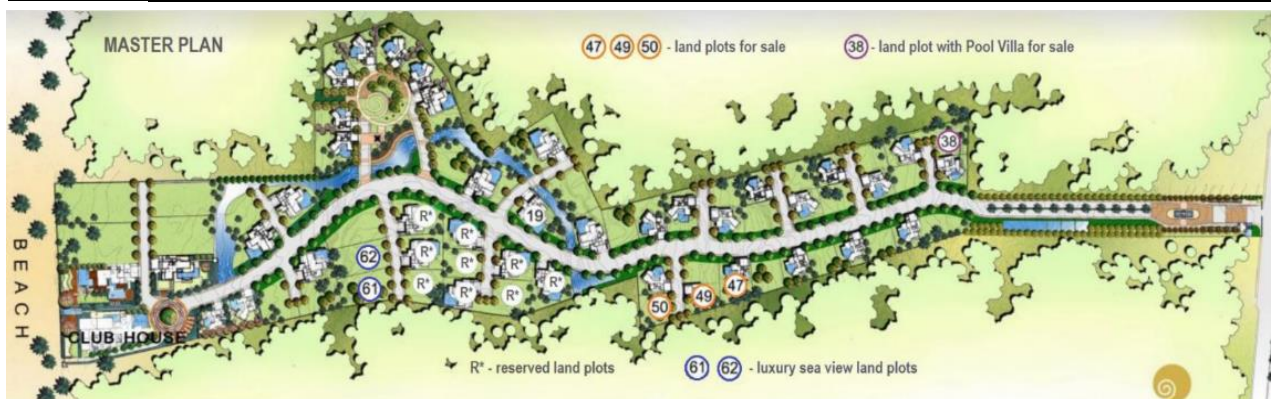 MASTER PLAN
47 49 50 - land plots for sale
38 - land plot with Pool Villa for sale
38
R*
19
R*
62
R*
R*
R*
61
R*
R*
R*
R*
47
49
50
BEACH
CLUB HOUSE
R* - reserved land plots
61 62 - luxury sea view land plots